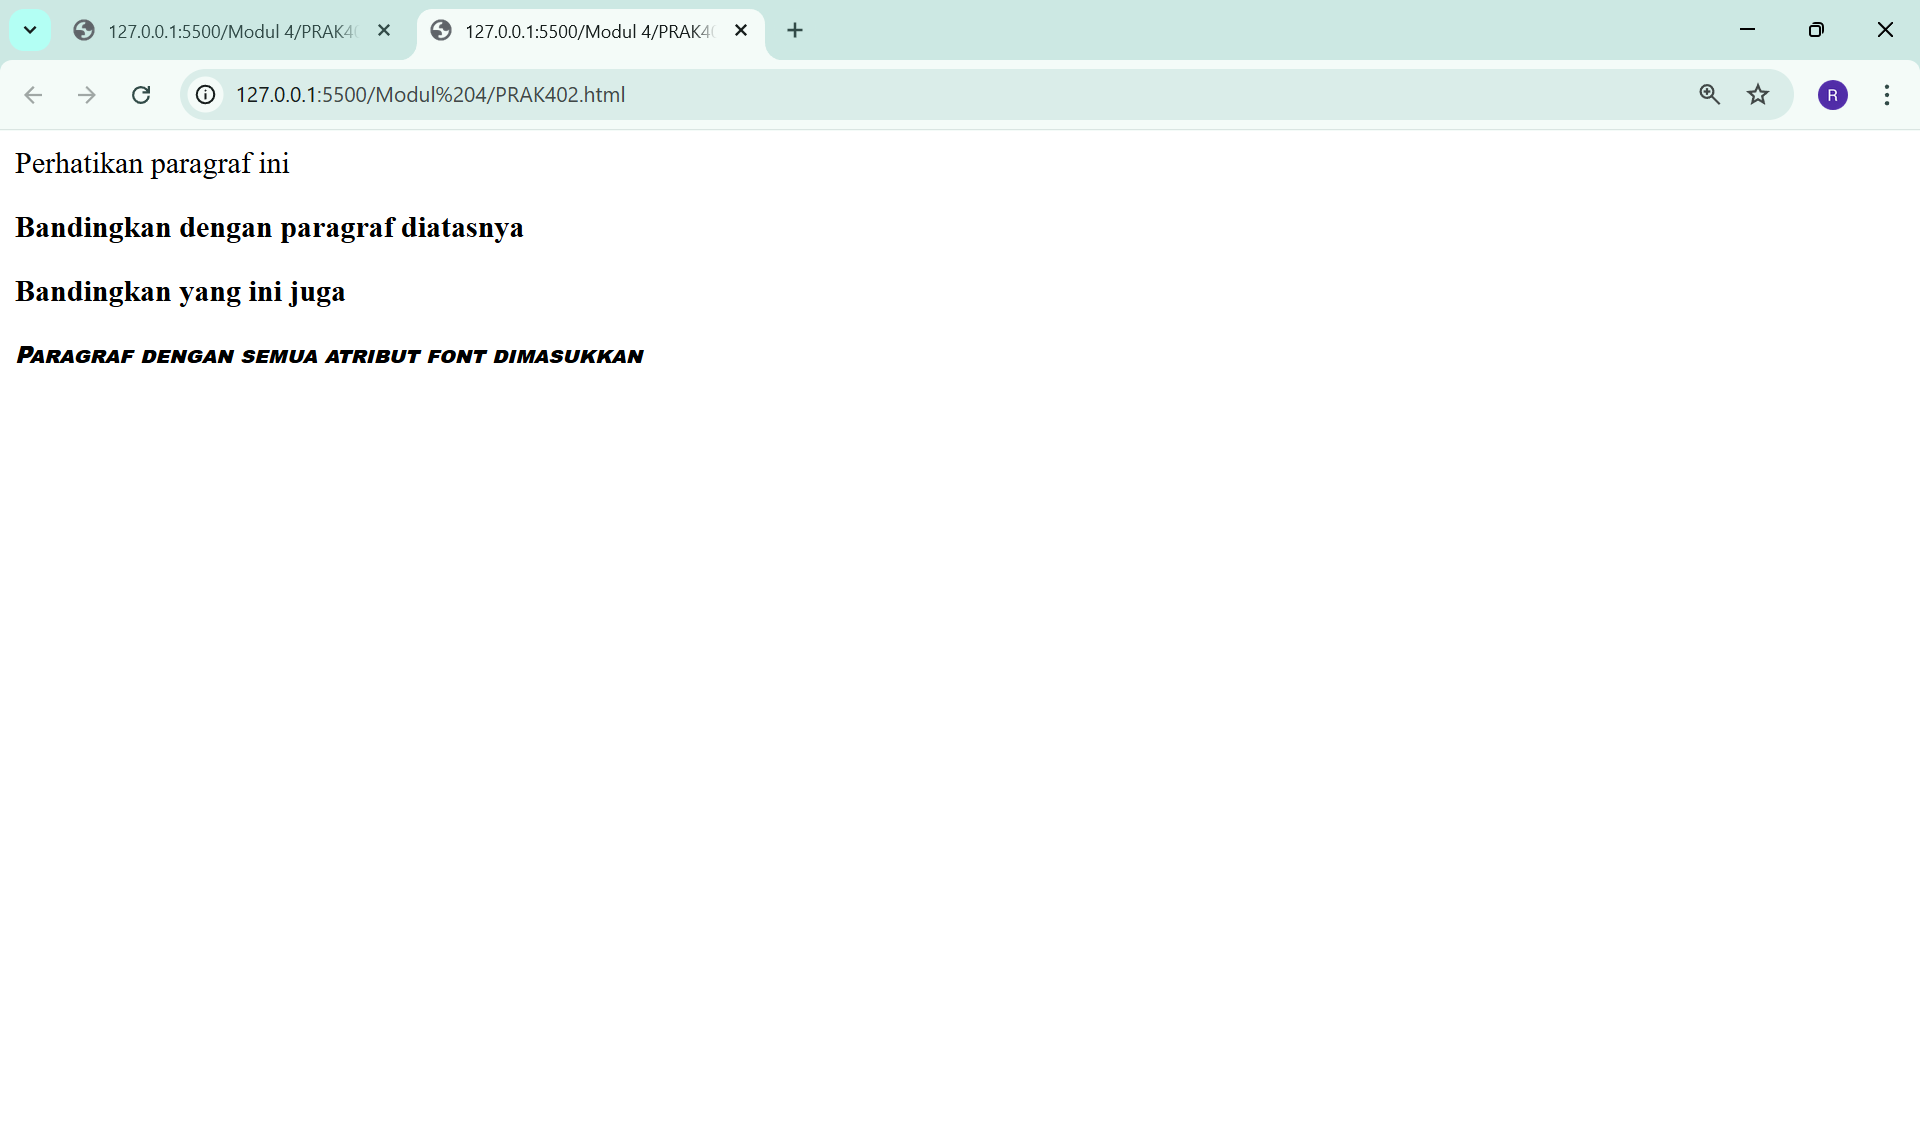 127.0.0.1:5500/Modul 4/PRAK40
127.0.0.1:5500/Modul 4/PRAK40
127.0.0.1:5500/Modul%204/PRAK402.html
R
Perhatikan paragraf ini
Bandingkan dengan paragraf diatasnya
Bandingkan yang ini juga
Paragraf dengan semua atribut font dimasukkan